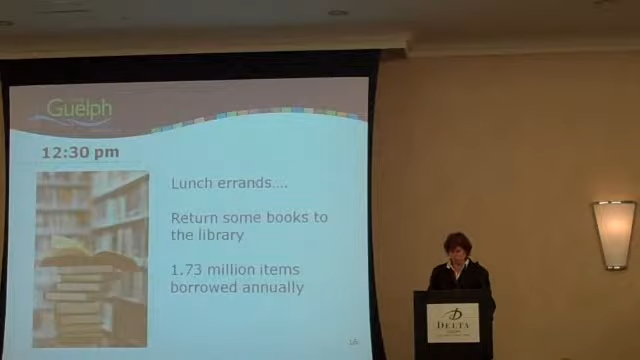 Guelph
12:30 pm
Lunch errands....
Return some books to
the library
1.73 million items
borrowed annually
DELTA